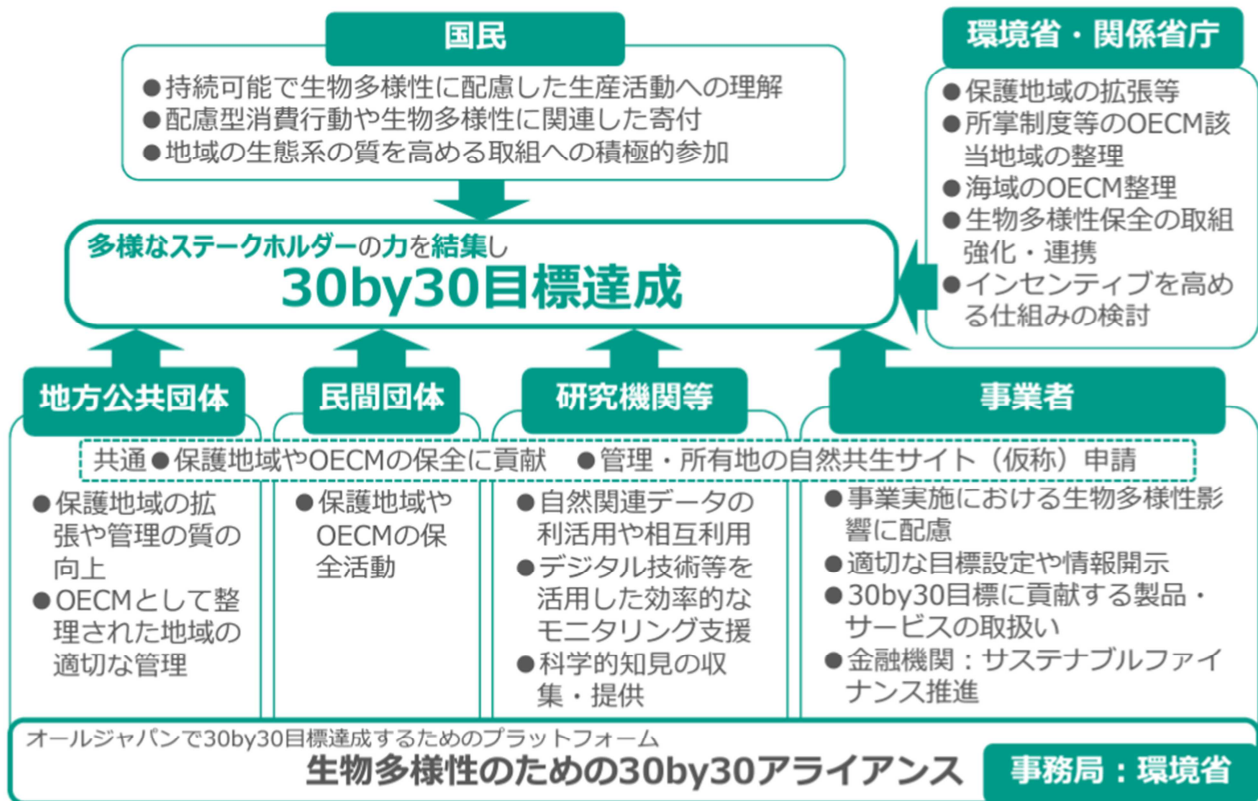 国民
●持続可能で生物多様性に配慮した生産活動への理解
●配慮型消費行動や生物多様性に関連した寄付
●地域の生態系の質を高める取組への積極的参加
環境省・関係省庁
●保護地域の拡張等
●所掌制度等のOECM該
当地域の整理
●海域のOECM整理
●生物多様性保全の取組
強化・連携
●インセンティブを高め
る仕組みの検討
多様なステークホルダーの力を結集し
30by30目標達成
地方公共団体
民間団体
研究機関等
事業者
共通●保護地域やOECMの保全に貢献 ●管理・所有地の自然共生サイト（仮称）申請
●保護地域の拡
張や管理の質の
向上
●OECMとして整
理された地域の
適切な管理
●保護地域や
OECMの保
全活動
●自然関連データの
利活用や相互利用
●デジタル技術等を
活用した効率的な
モニタリング支援
●科学的知見の収
集・提供
●事業実施における生物多様性影
響に配慮
●適切な目標設定や情報開示
●30by30目標に貢献する製品・
サービスの取扱い
●金融機関：サステナブルファイ
ナンス推進
オールジャパンで30by30目標達成するためのプラットフォーム
生物多様性のための30by30アライアンス
事務局：環境省